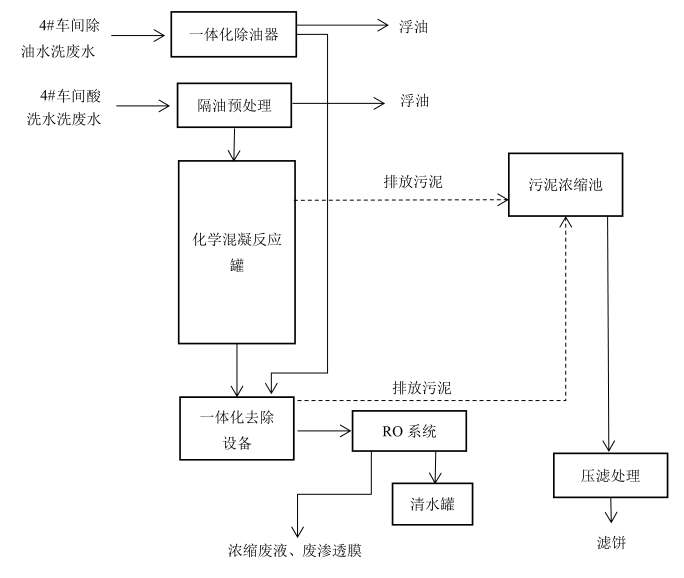 4#车间除
油水洗废水
一体化除油器
浮油
4#车间酸
洗水洗废水
隔油预处理
浮油
排放污泥
污泥浓缩池
化学混凝反应
罐
排放污泥
一体化去除
设备
RO 系统
压滤处理
清水罐
滤饼
浓缩废液、废渗透膜